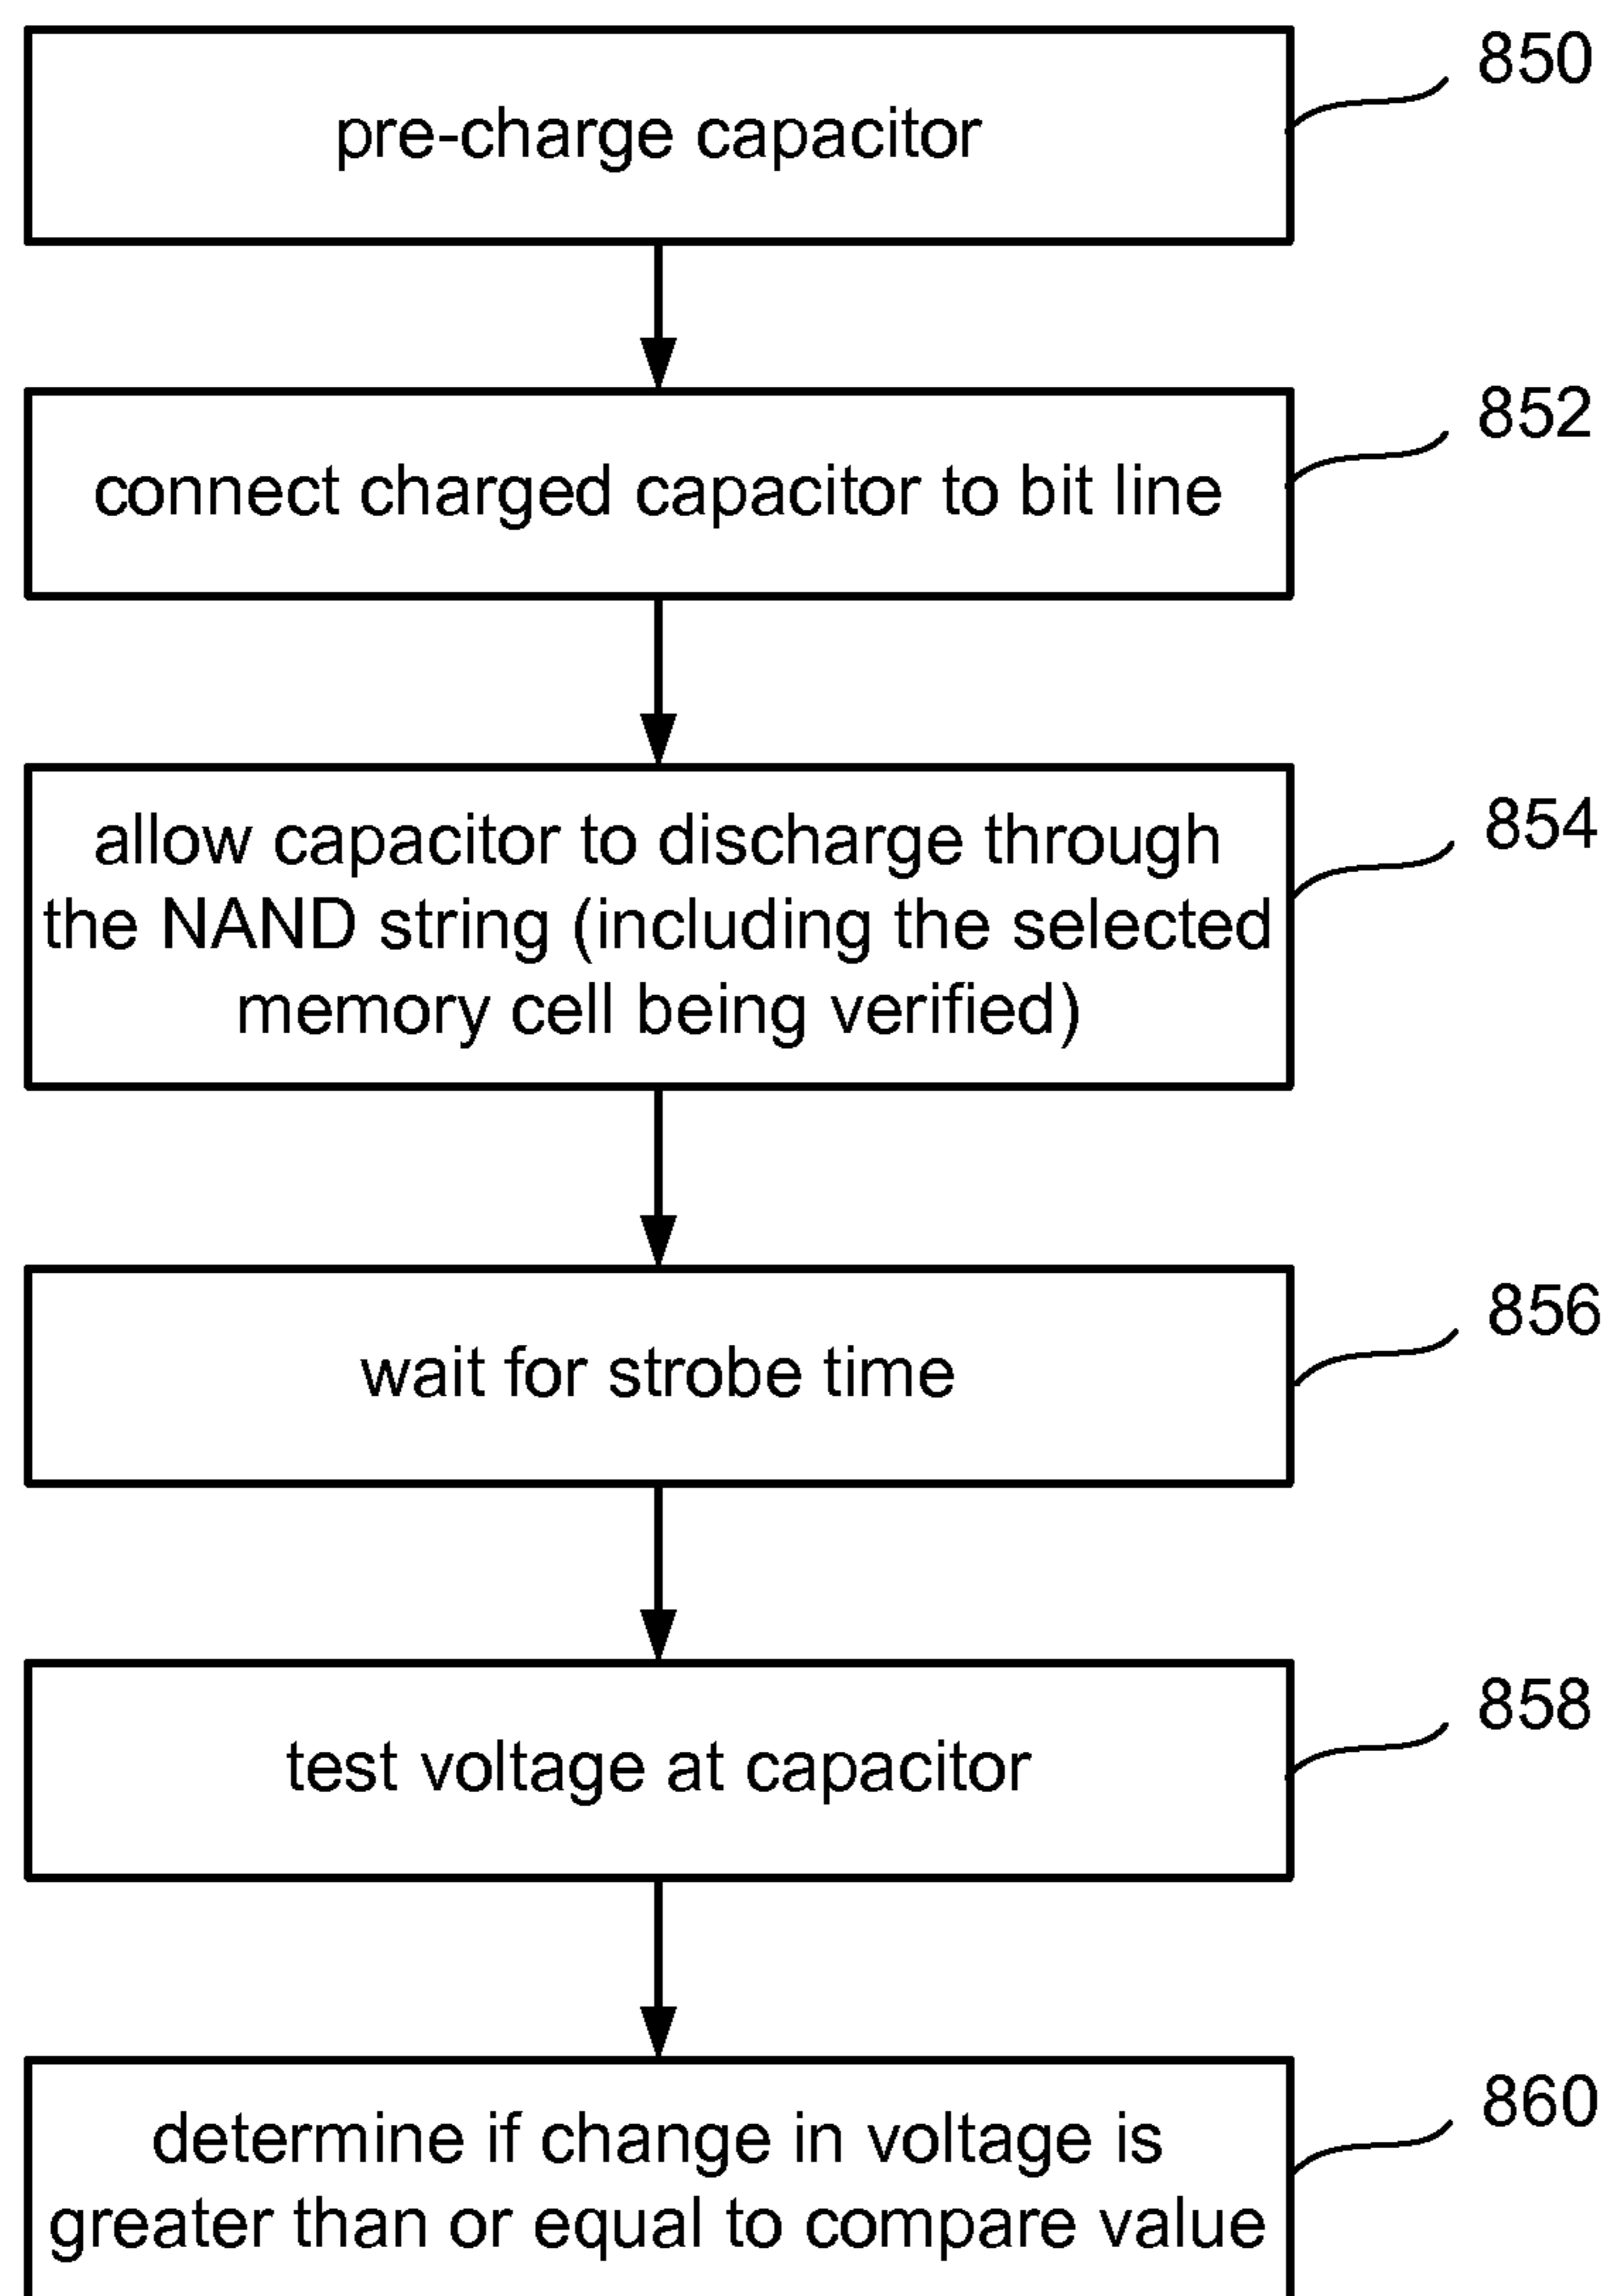 850
pre-charge capacitor
852
connect charged capacitor to bit line
854
allow capacitor to discharge through
the NAND string (including the selected
memory cell being verified)
856
wait for strobe time
858
test voltage at capacitor
860
determine if change in voltage is
greater than or equal to compare value